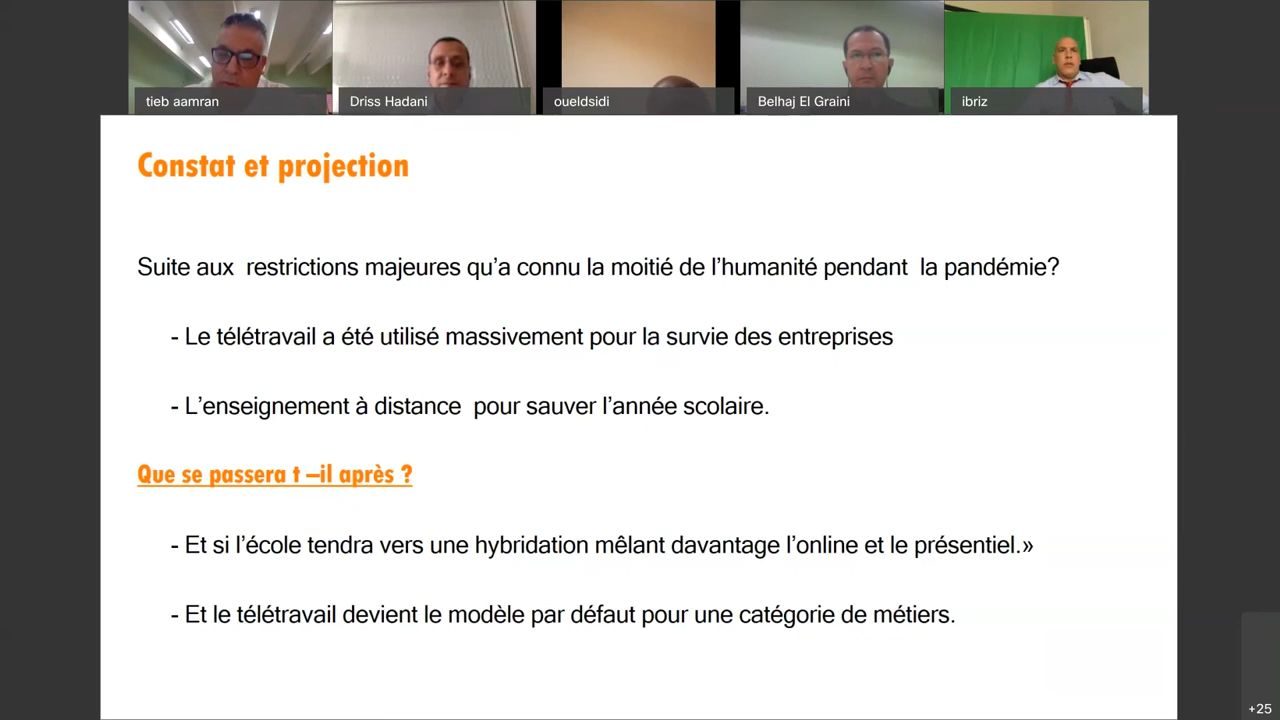 tieb aamran
Driss Hadani
oueldsidi
Belhaj El Graini
ibriz
Constat et projection
Suite aux restrictions majeures qu’a connu la moitié de l’humanité pendant la pandémie?
- Le télétravail a été utilisé massivement pour la survie des entreprises
- L’enseignement à distance pour sauver l’année scolaire.
Que se passera t –il après ?
- Et si l’école tendra vers une hybridation mêlant davantage l’online et le présentiel.»
- Et le télétravail devient le modèle par défaut pour une catégorie de métiers.
+25